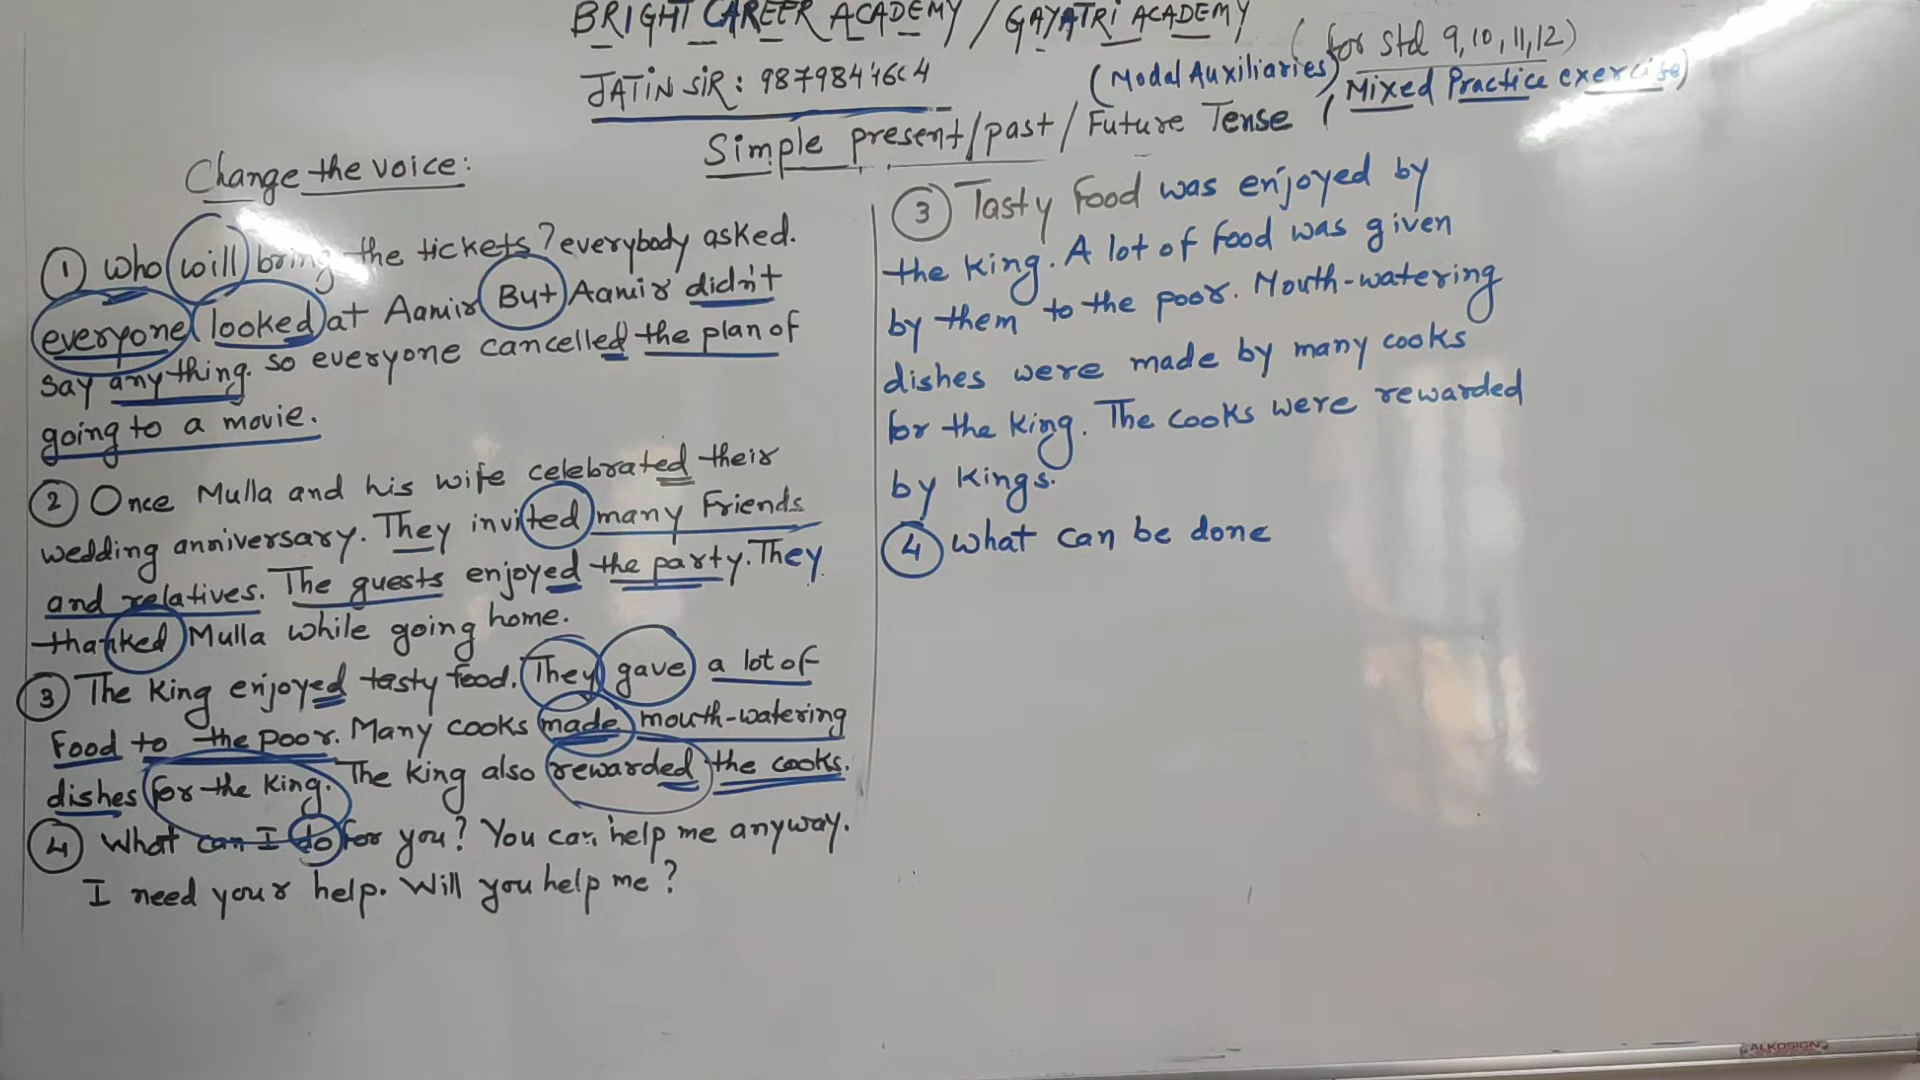 BRIGHT CAREER ACADEMY / GAYATRI ACADEMY
(for std 9,10,11,12)
JATIN SIR:
(Modal Auxiliaries)
Mixed Practice exercise)
Simple present/past/Future Tense (
Change the voice:
① Who will bring the tickets? everybody asked.
everyone looked at Aamir But Aamir didn't
say anything. so everyone cancelled the plan of
going to a movie.
② Once Mulla and his wife celebrated their
wedding anniversary. They invited many Friends
and relatives. The guests enjoyed the party. They
thanked Mulla while going home.
③ The King enjoyed tasty food. They gave a lot of
Food to the poor. Many cooks made mouth-watering
dishes for the king. The king also rewarded the cooks.
④ What can I do for you? You can help me anyway.
I need your help. Will you help me?
③ Tasty Food was enjoyed by
the King. A lot of food was given
by them to the poor. Mouth-watering
dishes were made by many cooks
for the King. The cooks were rewarded
by Kings.
④ What can be done
ALKOSIGN